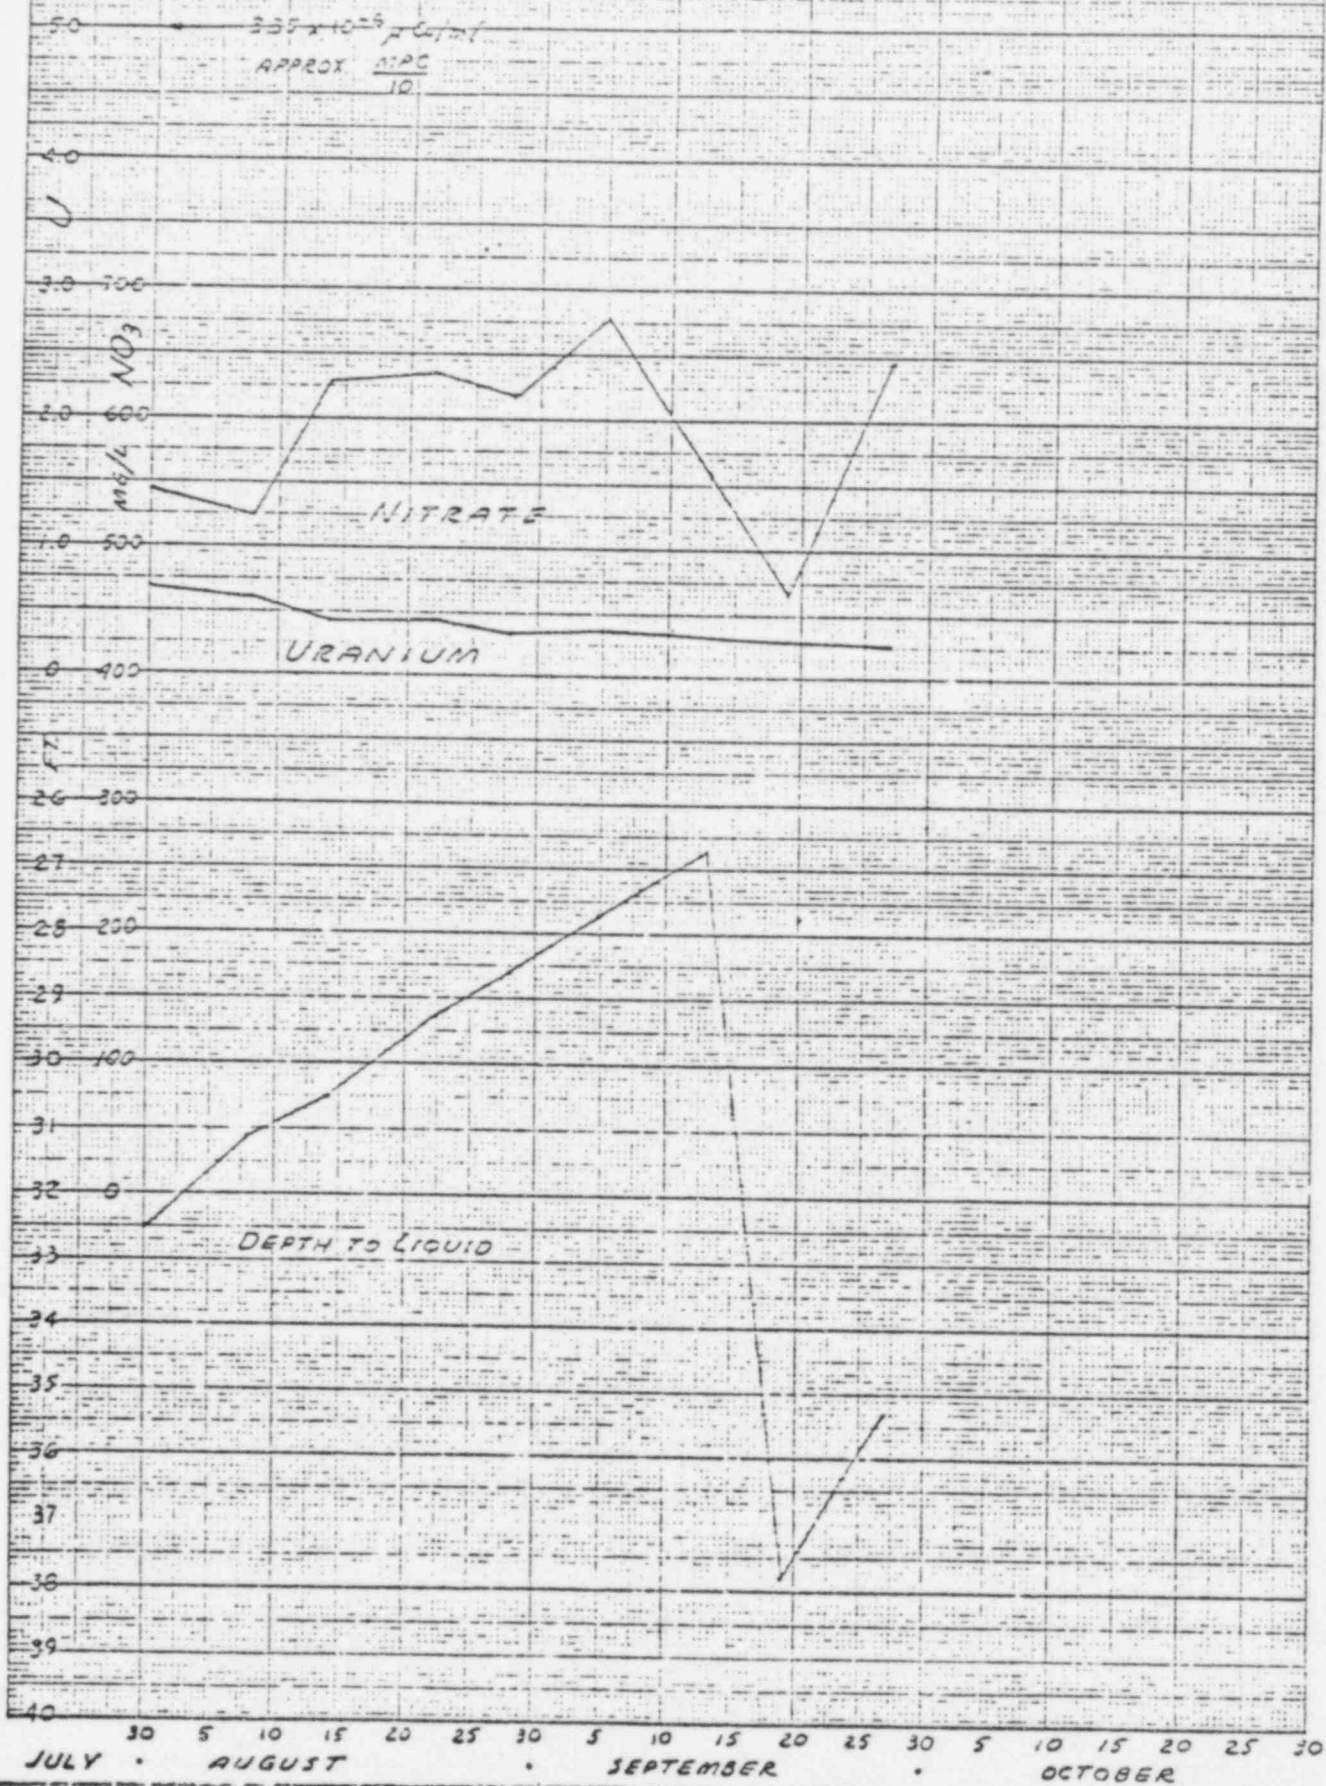 5.0 3.35 x 10⁻⁶ µCi/ml
APPROX MPC/10
4.0
U
3.0 700
NO3
2.0 600
MG/L
NITRATE
1.0 500
URANIUM
0 400
FT.
26 300
27
28 200
29
30 100
31
32 0
DEPTH TO LIQUID
33
34
35
36
37
38
39
40
30 5 10 15 20 25 30 5 10 15 20 25 30 5 10 15 20 25 30
JULY · AUGUST · SEPTEMBER · OCTOBER